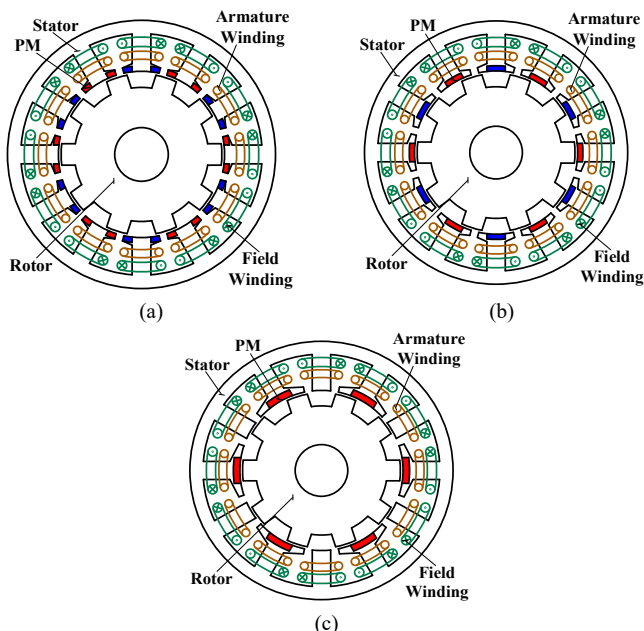 Stator
PM
Armature
Winding
Rotor
Field
Winding
(a)
Stator
PM
Armature
Winding
Rotor
Field
Winding
(b)
Stator
PM
Armature
Winding
Rotor
Field
Winding
(c)